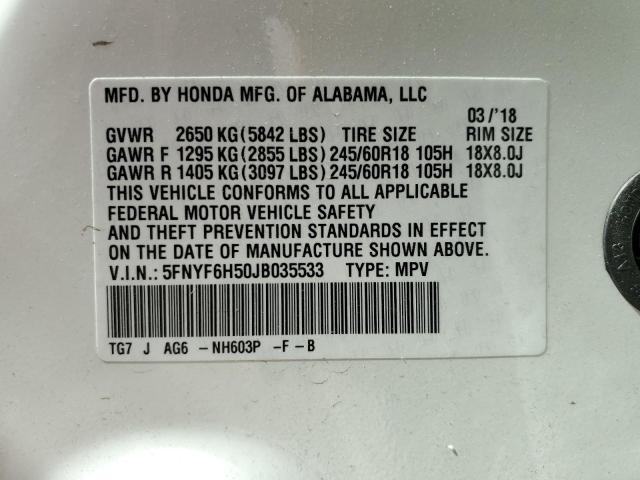 MFD. BY HONDA MFG. OF ALABAMA, LLC
03/'18
GVWR 2650 KG(5842 LBS) TIRE SIZE RIM SIZE
GAWR F 1295 KG(2855 LBS) 245/60R18 105H 18X8.0J
GAWR R 1405 KG(3097 LBS) 245/60R18 105H 18X8.0J
THIS VEHICLE CONFORMS TO ALL APPLICABLE
FEDERAL MOTOR VEHICLE SAFETY
AND THEFT PREVENTION STANDARDS IN EFFECT
ON THE DATE OF MANUFACTURE SHOWN ABOVE.
V.I.N.: 5FNYF6H50JB035533 TYPE: MPV
TG7 J AG6 -NH603P -F -B